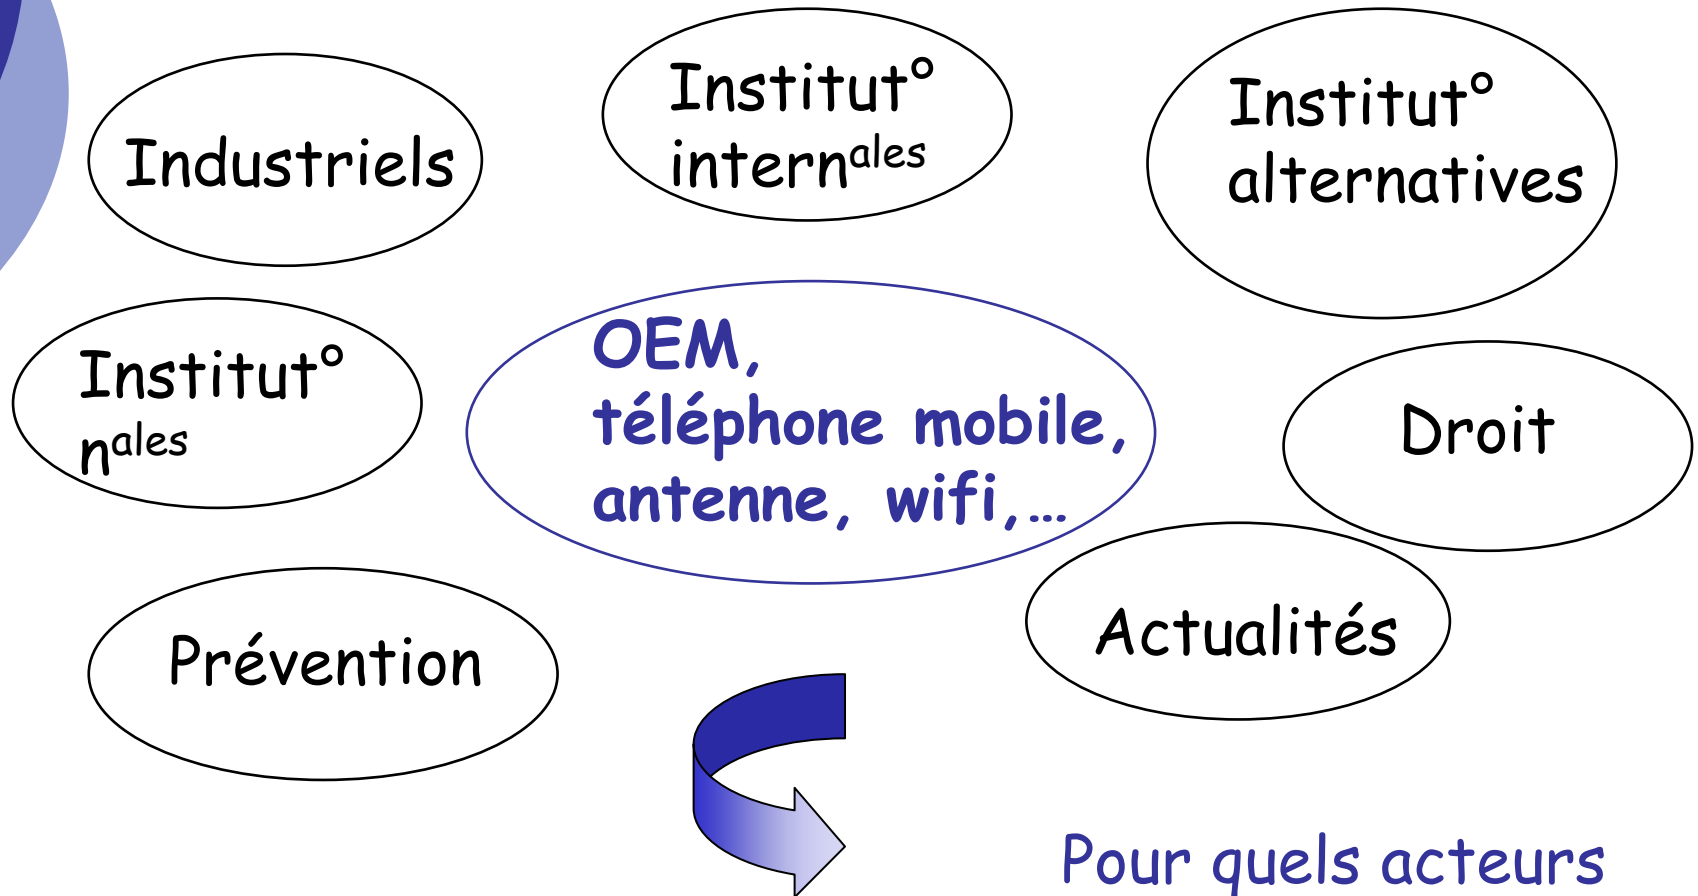 Industriels
Institut°
internales
Institut°
alternatives
Institut°
nales
OEM,
téléphone mobile,
antenne, wifi,…
Droit
Prévention
Actualités
Pour quels acteurs